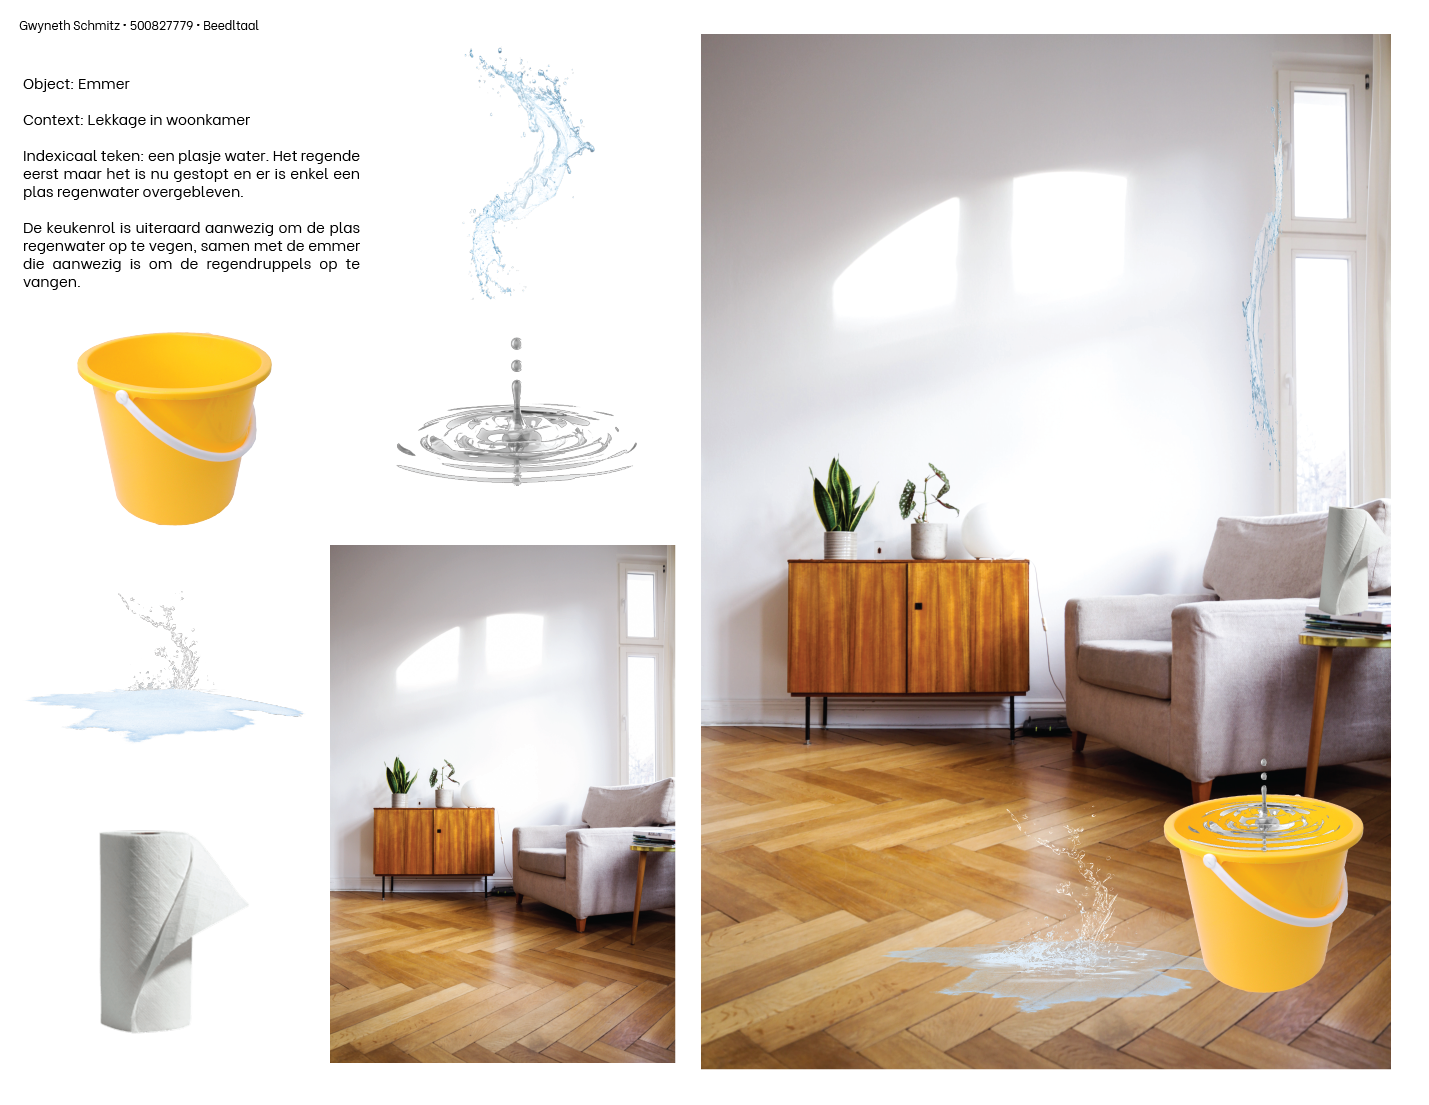 Gwyneth Schmitz • 500827779 • Beedltaal
Object: Emmer
Context: Lekkage in woonkamer
Indexicaal teken: een plasje water. Het regende
eerst maar het is nu gestopt en er is enkel een
plas regenwater overgebleven.
De keukenrol is uiteraard aanwezig om de plas
regenwater op te vegen, samen met de emmer
die aanwezig is om de regendruppels op te
vangen.